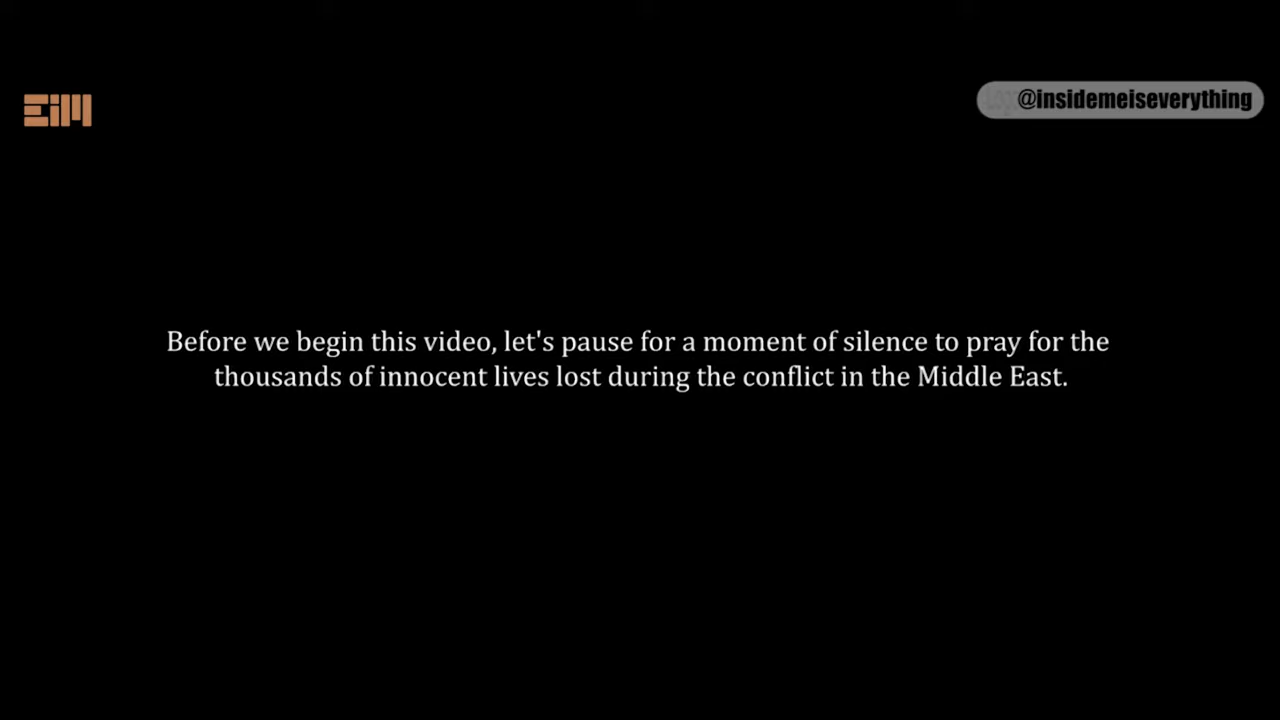 EIM
@insidemeiseverything
Before we begin this video, let's pause for a moment of silence to pray for the
thousands of innocent lives lost during the conflict in the Middle East.